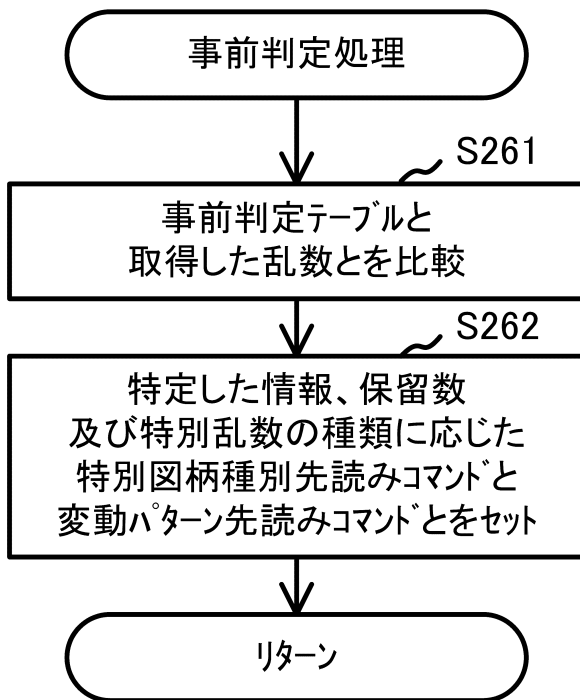 事前判定処理
S261
事前判定ﾃｰﾌﾞﾙと
取得した乱数とを比較
S262
特定した情報、保留数
及び特別乱数の種類に応じた
特別図柄種別先読みｺﾏﾝﾄﾞと
変動ﾊﾟﾀｰﾝ先読みｺﾏﾝﾄﾞとをセット
ﾘﾀｰﾝ